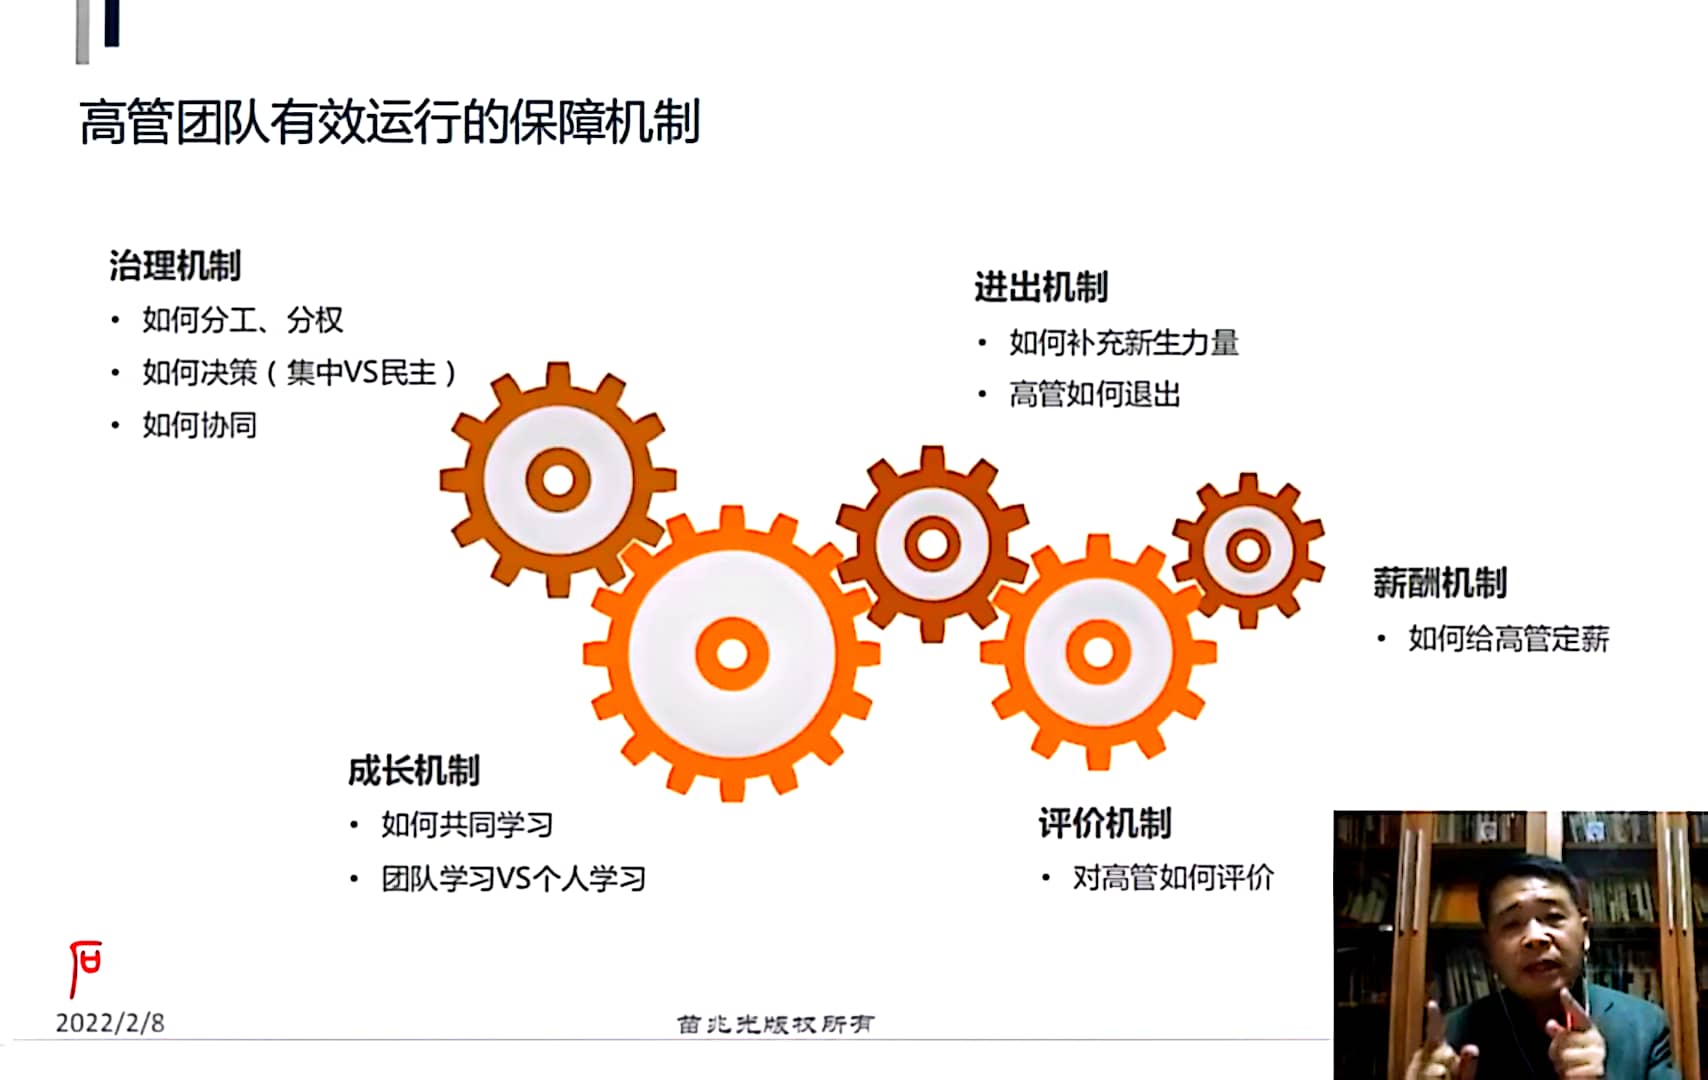 高管团队有效运行的保障机制
治理机制
• 如何分工、分权
• 如何决策（集中VS民主）
• 如何协同
进出机制
• 如何补充新生力量
• 高管如何退出
薪酬机制
• 如何给高管定薪
成长机制
• 如何共同学习
• 团队学习VS个人学习
评价机制
• 对高管如何评价
2022/2/8
苗兆光版权所有